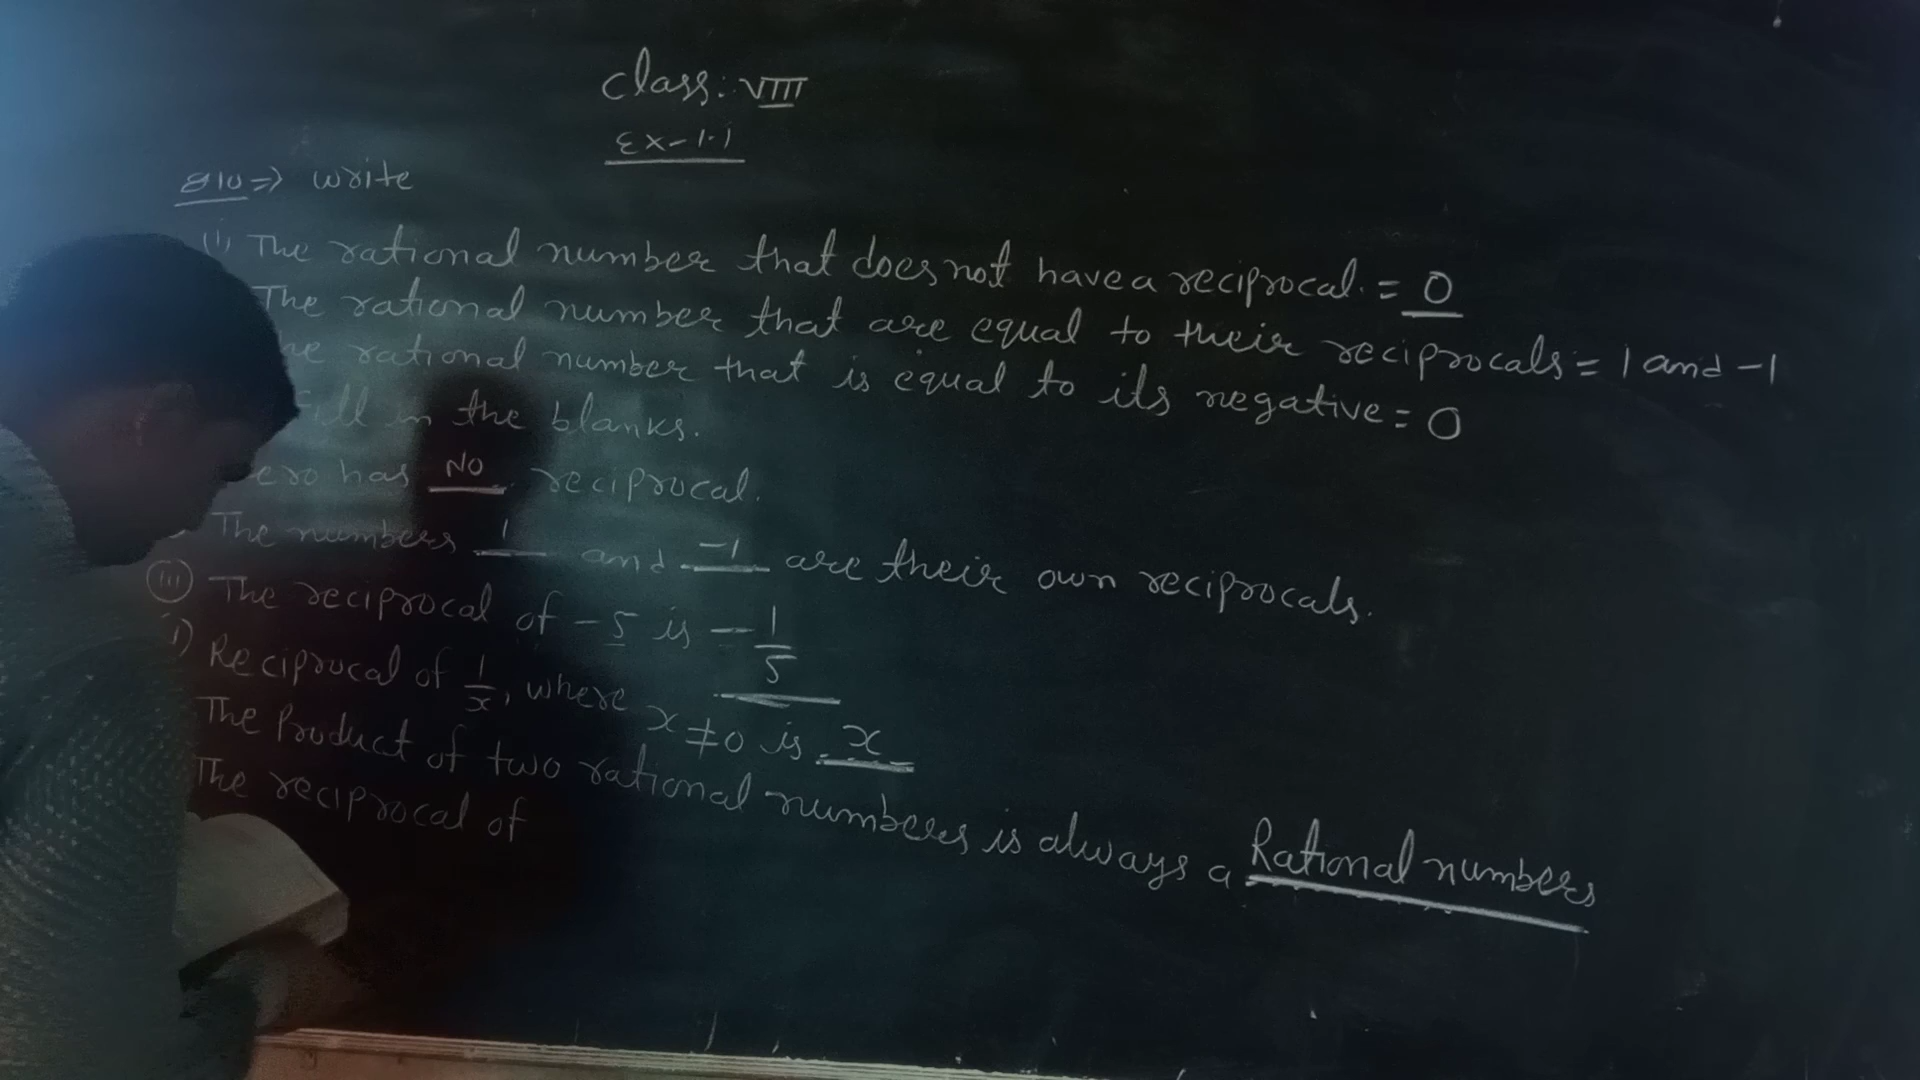 Class: VIII
Ex-1.1
Q10 => write
(i) The rational number that does not have a reciprocal. = 0
The rational number that are equal to their reciprocals = 1 and -1
he rational number that is equal to its negative = 0
Fill in the blanks.
ero has NO reciprocal.
The numbers 1 and -1 are their own reciprocals.
(iii) The reciprocal of -5 is -1/5
Reciprocal of 1/x, where x ≠ 0 is x
The Product of two rational numbers is always a Rational numbers
The reciprocal of